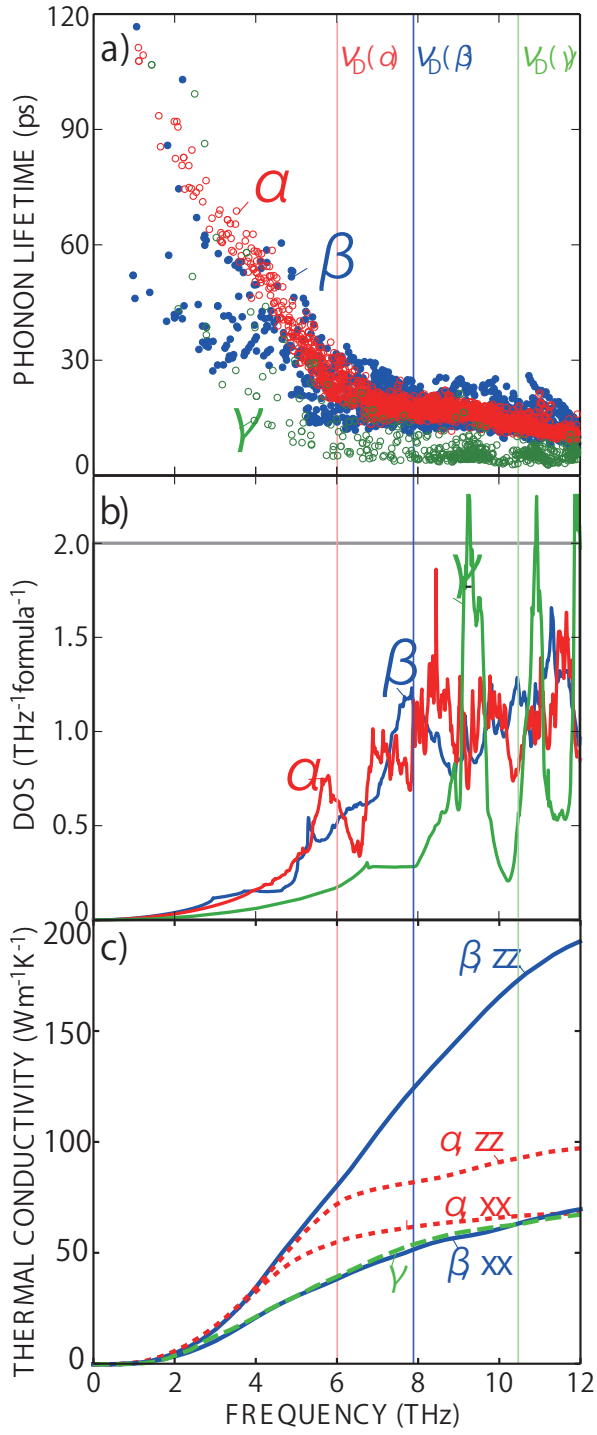 a)
ν_D(α)
ν_D(β)
ν_D(γ)
120
90
60
30
0
PHONON LIFETIME (ps)
α
β
γ
b)
2.0
1.5
1.0
0.5
0
DOS (THz⁻¹formula⁻¹)
α
β
γ
c)
200
150
100
50
0
THERMAL CONDUCTIVITY (Wm⁻¹K⁻¹)
β, zz
α, zz
α, xx
γ
β, xx
0 2 4 6 8 10 12
FREQUENCY (THz)